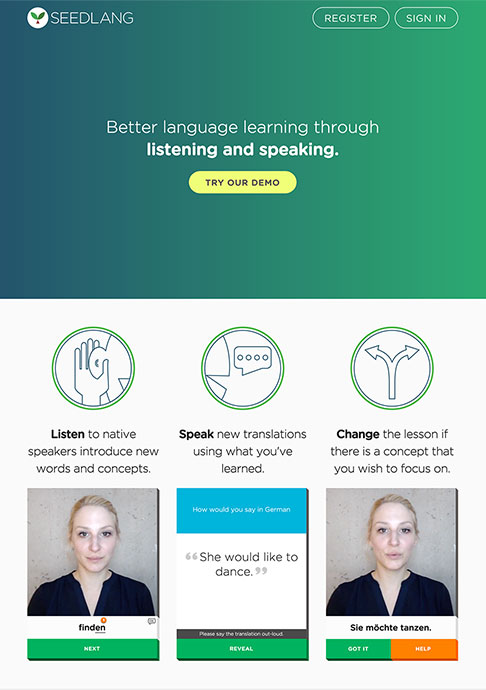 SEEDLANG
REGISTER
SIGN IN
Better language learning through
listening and speaking.
TRY OUR DEMO
Listen to native
speakers introduce new
words and concepts.
Speak new translations
using what you've
learned.
Change the lesson if
there is a concept that
you wish to focus on.
finden
?
NEXT
How would you say in German
“She would like to
dance.”
Please say the translation out-loud.
REVEAL
Sie möchte tanzen.
GOT IT
HELP